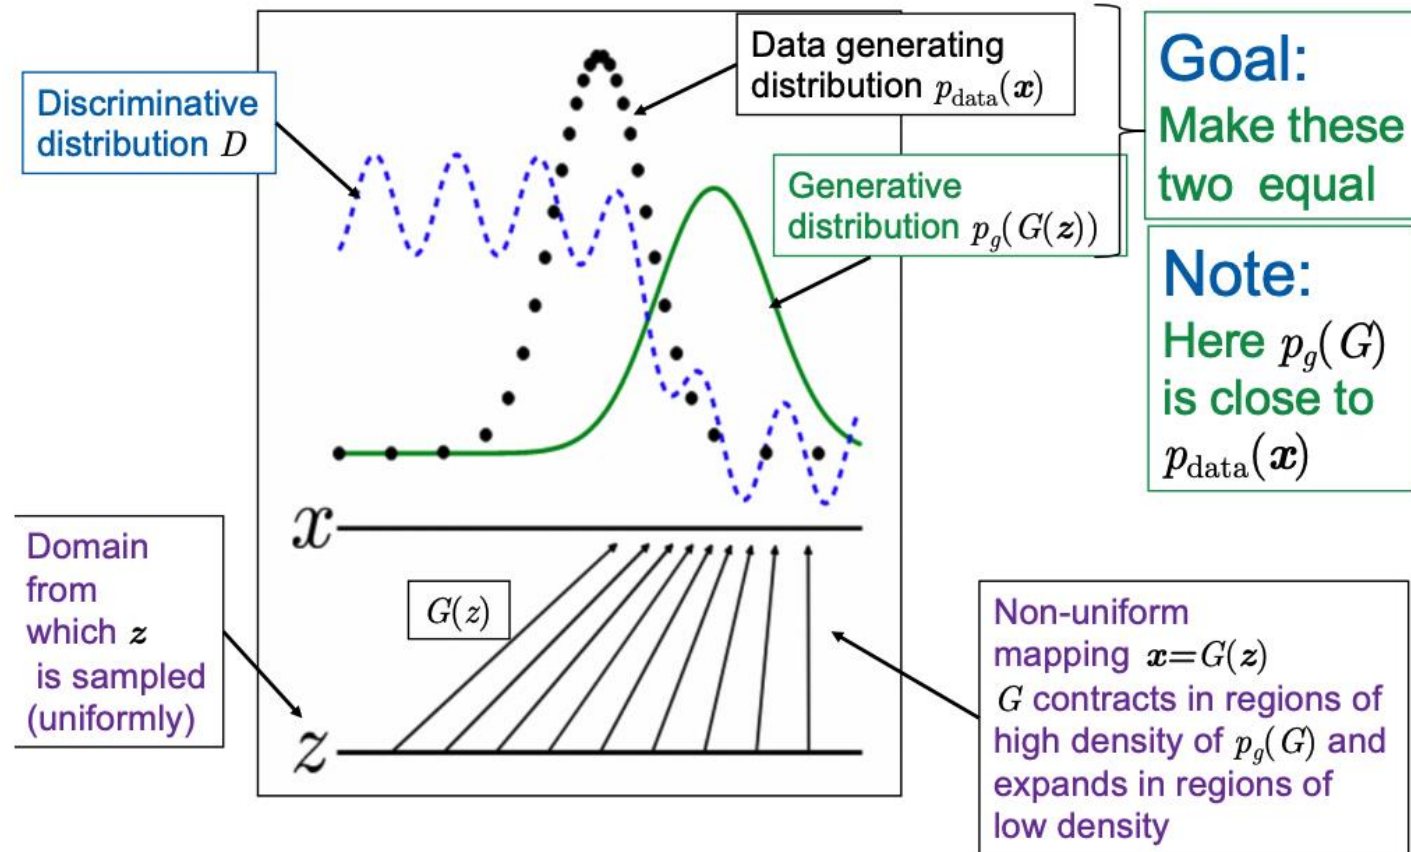 Discriminative
distribution D
Data generating
distribution p_data(x)
Generative
distribution p_g(G(z))
Goal:
Make these
two equal
Note:
Here p_g(G)
is close to
p_data(x)
x
G(z)
z
Domain
from
which z
is sampled
(uniformly)
Non-uniform
mapping x=G(z)
G contracts in regions of
high density of p_g(G) and
expands in regions of
low density